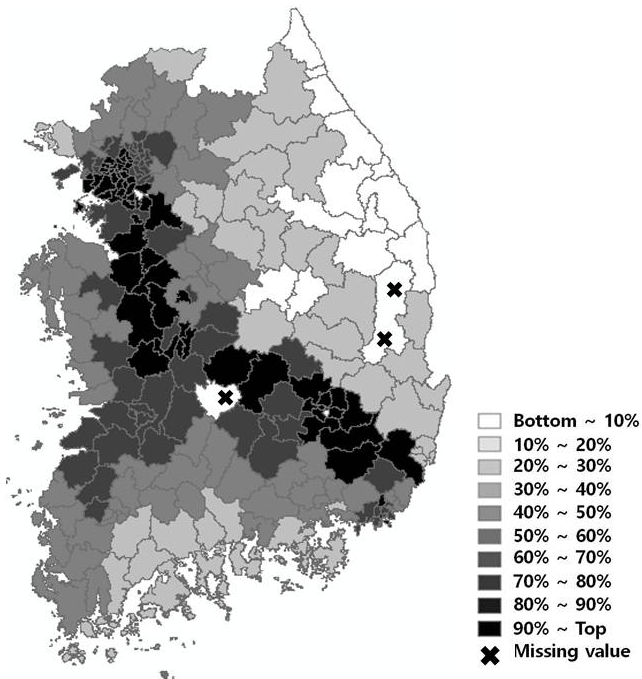 Bottom ~ 10%
10% ~ 20%
20% ~ 30%
30% ~ 40%
40% ~ 50%
50% ~ 60%
60% ~ 70%
70% ~ 80%
80% ~ 90%
90% ~ Top
Missing value